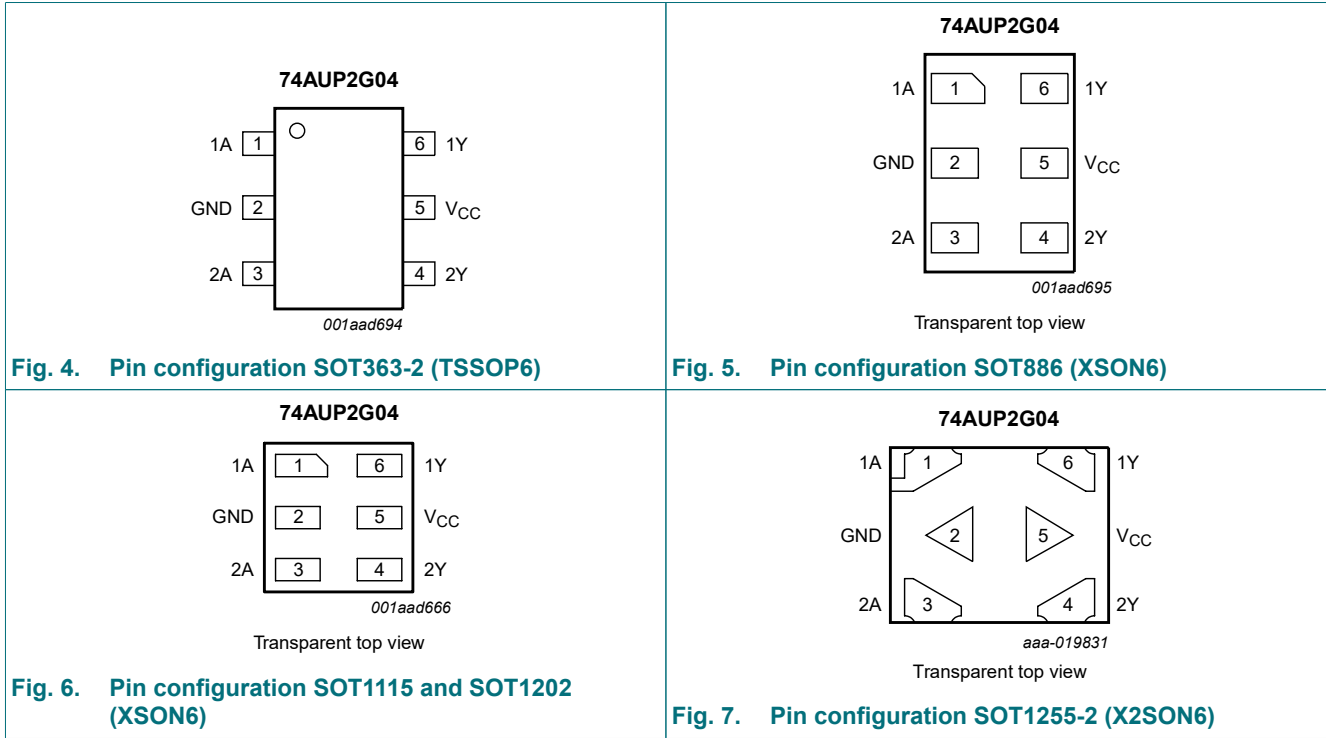 74AUP2G04
1A 1 6 1Y
GND 2 5 VCC
2A 3 4 2Y
001aad694
Fig. 4. Pin configuration SOT363-2 (TSSOP6)
74AUP2G04
1A 1 6 1Y
GND 2 5 VCC
2A 3 4 2Y
001aad695
Transparent top view
Fig. 5. Pin configuration SOT886 (XSON6)
74AUP2G04
1A 1 6 1Y
GND 2 5 VCC
2A 3 4 2Y
001aad666
Transparent top view
Fig. 6. Pin configuration SOT1115 and SOT1202
(XSON6)
74AUP2G04
1A 1 6 1Y
GND 2 5 VCC
2A 3 4 2Y
aaa-019831
Transparent top view
Fig. 7. Pin configuration SOT1255-2 (X2SON6)